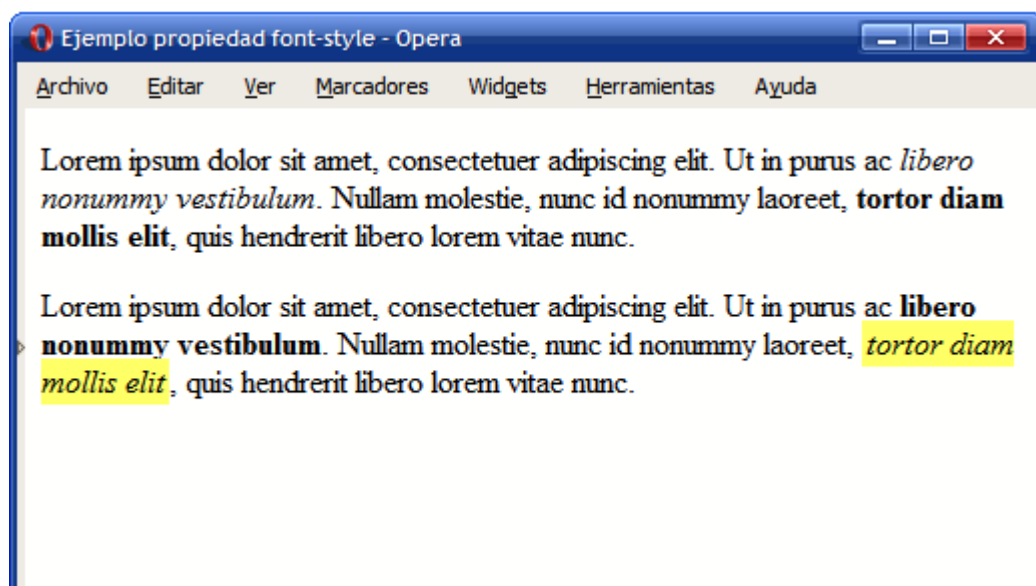 Ejemplo propiedad font-style - Opera
Archivo Editar Ver Marcadores Widgets Herramientas Ayuda
Lorem ipsum dolor sit amet, consectetuer adipiscing elit. Ut in purus ac libero
nonummy vestibulum. Nullam molestie, nunc id nonummy laoreet, tortor diam
mollis elit, quis hendrerit libero lorem vitae nunc.
Lorem ipsum dolor sit amet, consectetuer adipiscing elit. Ut in purus ac libero
nonummy vestibulum. Nullam molestie, nunc id nonummy laoreet, tortor diam
mollis elit, quis hendrerit libero lorem vitae nunc.